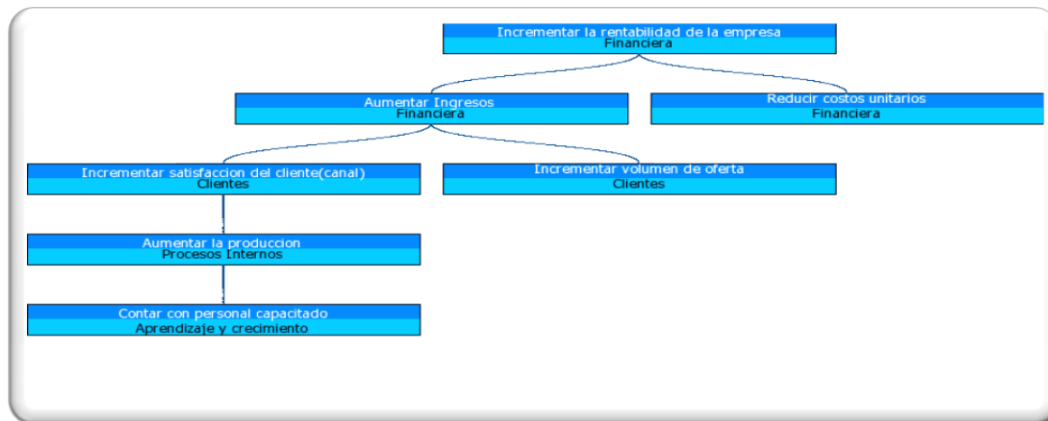 Incrementar la rentabilidad de la empresa
Financiera
Aumentar Ingresos
Financiera
Reducir costos unitarios
Financiera
Incrementar satisfaccion del cliente(canal)
Clientes
Incrementar volumen de oferta
Clientes
Aumentar la produccion
Procesos Internos
Contar con personal capacitado
Aprendizaje y crecimiento